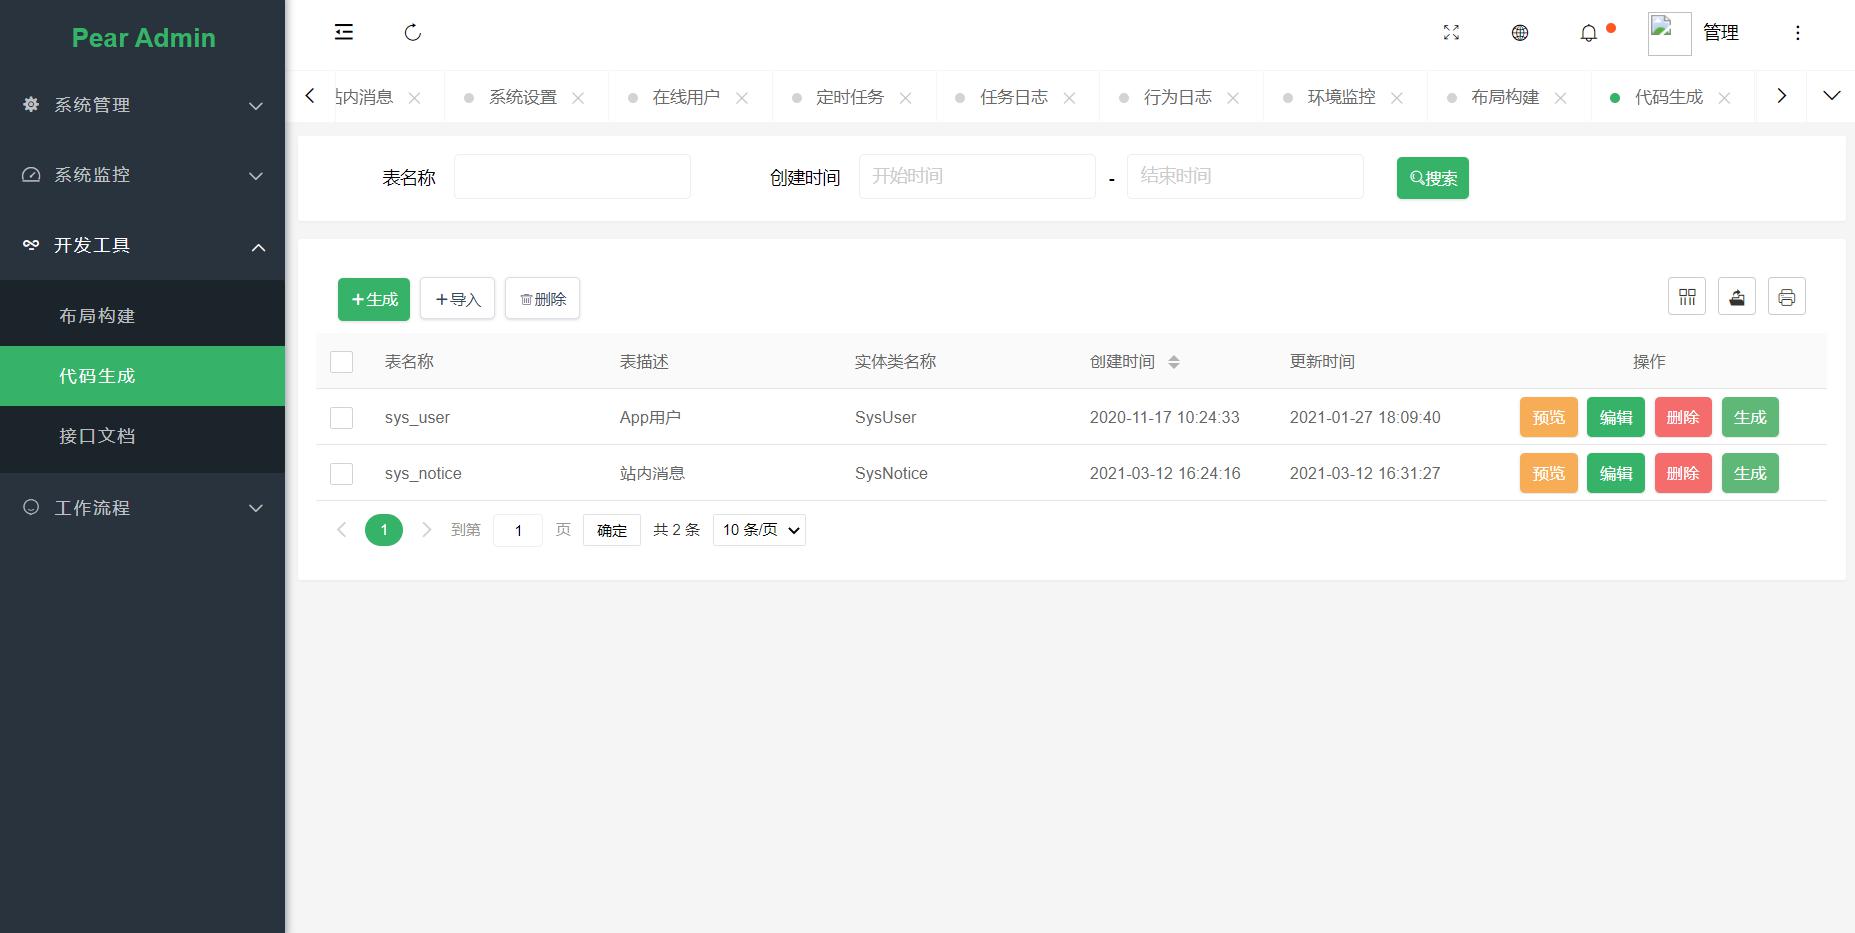 Pear Admin
管理
系统管理
系统监控
开发工具
布局构建
代码生成
接口文档
工作流程
站内消息
系统设置
在线用户
定时任务
任务日志
行为日志
环境监控
布局构建
代码生成
表名称
创建时间
开始时间
-
结束时间
搜索
生成
导入
删除
表名称 表描述 实体类名称 创建时间 更新时间 操作
sys_user App用户 SysUser 2020-11-17 10:24:33 2021-01-27 18:09:40 预览 编辑 删除 生成
sys_notice 站内消息 SysNotice 2021-03-12 16:24:16 2021-03-12 16:31:27 预览 编辑 删除 生成
1 到第 1 页 确定 共 2 条 10 条/页